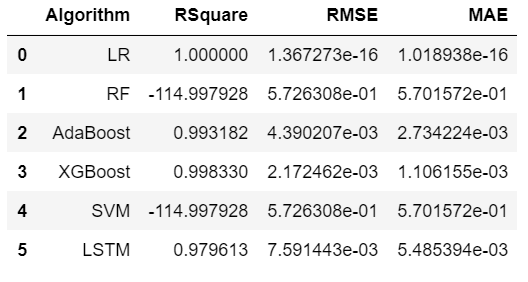 Algorithm RSquare RMSE MAE
0 LR 1.000000 1.367273e-16 1.018938e-16
1 RF -114.997928 5.726308e-01 5.701572e-01
2 AdaBoost 0.993182 4.390207e-03 2.734224e-03
3 XGBoost 0.998330 2.172462e-03 1.106155e-03
4 SVM -114.997928 5.726308e-01 5.701572e-01
5 LSTM 0.979613 7.591443e-03 5.485394e-03